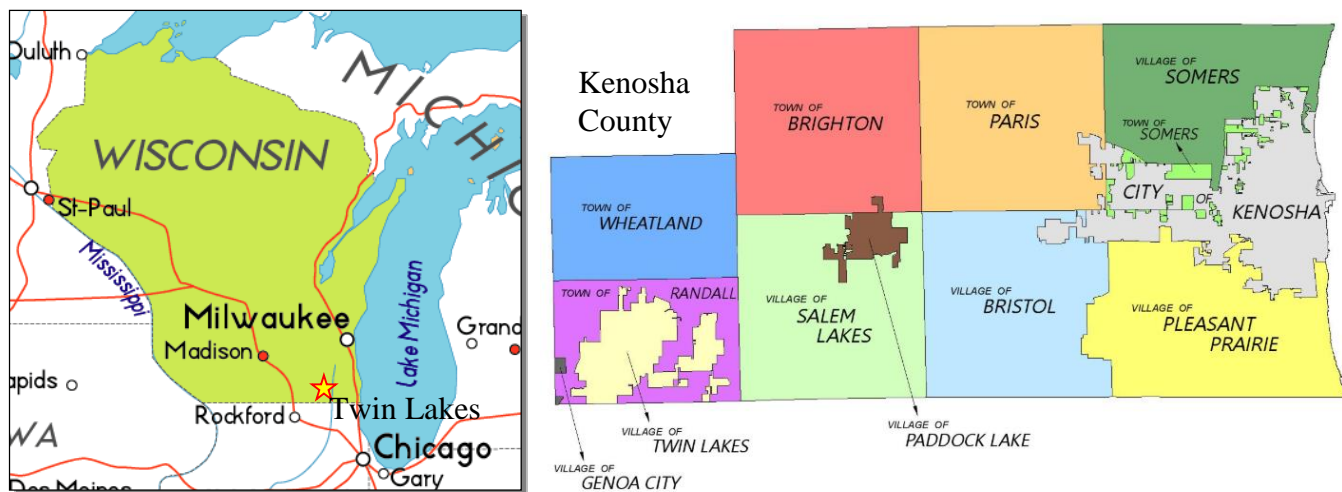 Duluth
MICHIG
WISCONSIN
St-Paul
Mississippi
Lake Michigan
Milwaukee
Madison
Grand
apids
Twin Lakes
Rockford
WA
Chicago
Gary
Des Moines
Kenosha
County
VILLAGE OF
SOMERS
TOWN OF
BRIGHTON
TOWN OF
PARIS
TOWN OF
SOMERS
CITY
OF
KENOSHA
TOWN OF
WHEATLAND
TOWN OF
RANDALL
VILLAGE OF
SALEM
LAKES
VILLAGE OF
BRISTOL
VILLAGE OF
PLEASANT
PRAIRIE
VILLAGE OF
TWIN LAKES
VILLAGE OF
PADDOCK LAKE
VILLAGE OF
GENOA CITY